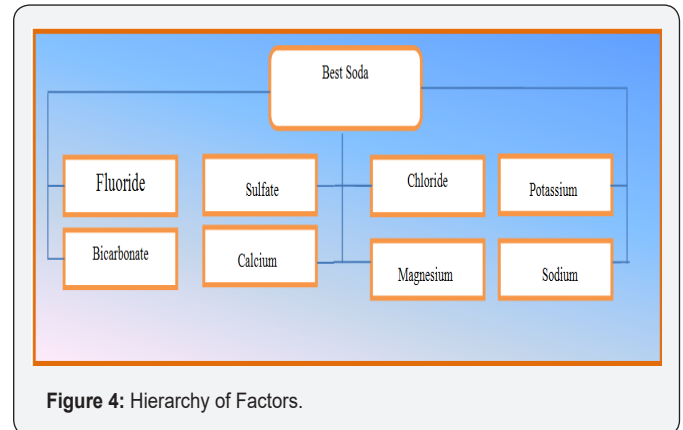 Best Soda
Fluoride
Sulfate
Chloride
Potassium
Bicarbonate
Calcium
Magnesium
Sodium
Figure 4: Hierarchy of Factors.